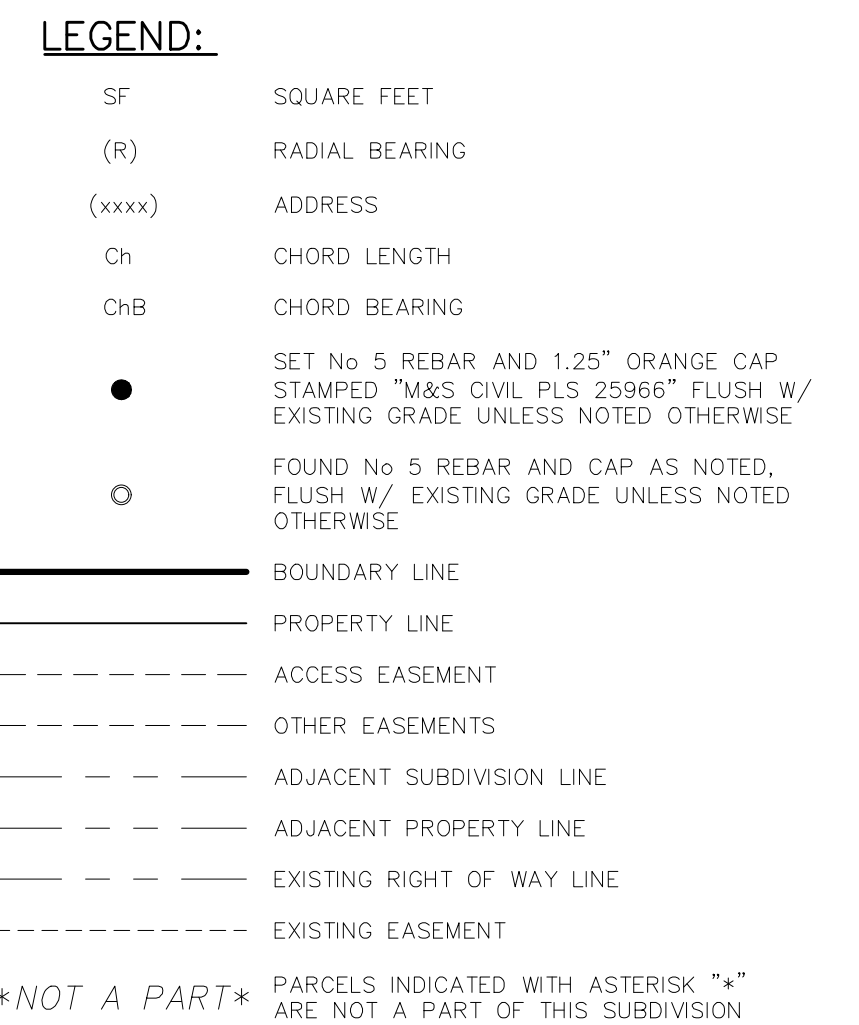 LEGEND:
SF SQUARE FEET
(R) RADIAL BEARING
(xxxx) ADDRESS
Ch CHORD LENGTH
ChB CHORD BEARING
SET No 5 REBAR AND 1.25" ORANGE CAP
STAMPED "M&S CIVIL PLS 25966" FLUSH W/
EXISTING GRADE UNLESS NOTED OTHERWISE
FOUND No 5 REBAR AND CAP AS NOTED,
FLUSH W/ EXISTING GRADE UNLESS NOTED
OTHERWISE
BOUNDARY LINE
PROPERTY LINE
ACCESS EASEMENT
OTHER EASEMENTS
ADJACENT SUBDIVISION LINE
ADJACENT PROPERTY LINE
EXISTING RIGHT OF WAY LINE
EXISTING EASEMENT
*NOT A PART* PARCELS INDICATED WITH ASTERISK "*"
ARE NOT A PART OF THIS SUBDIVISION